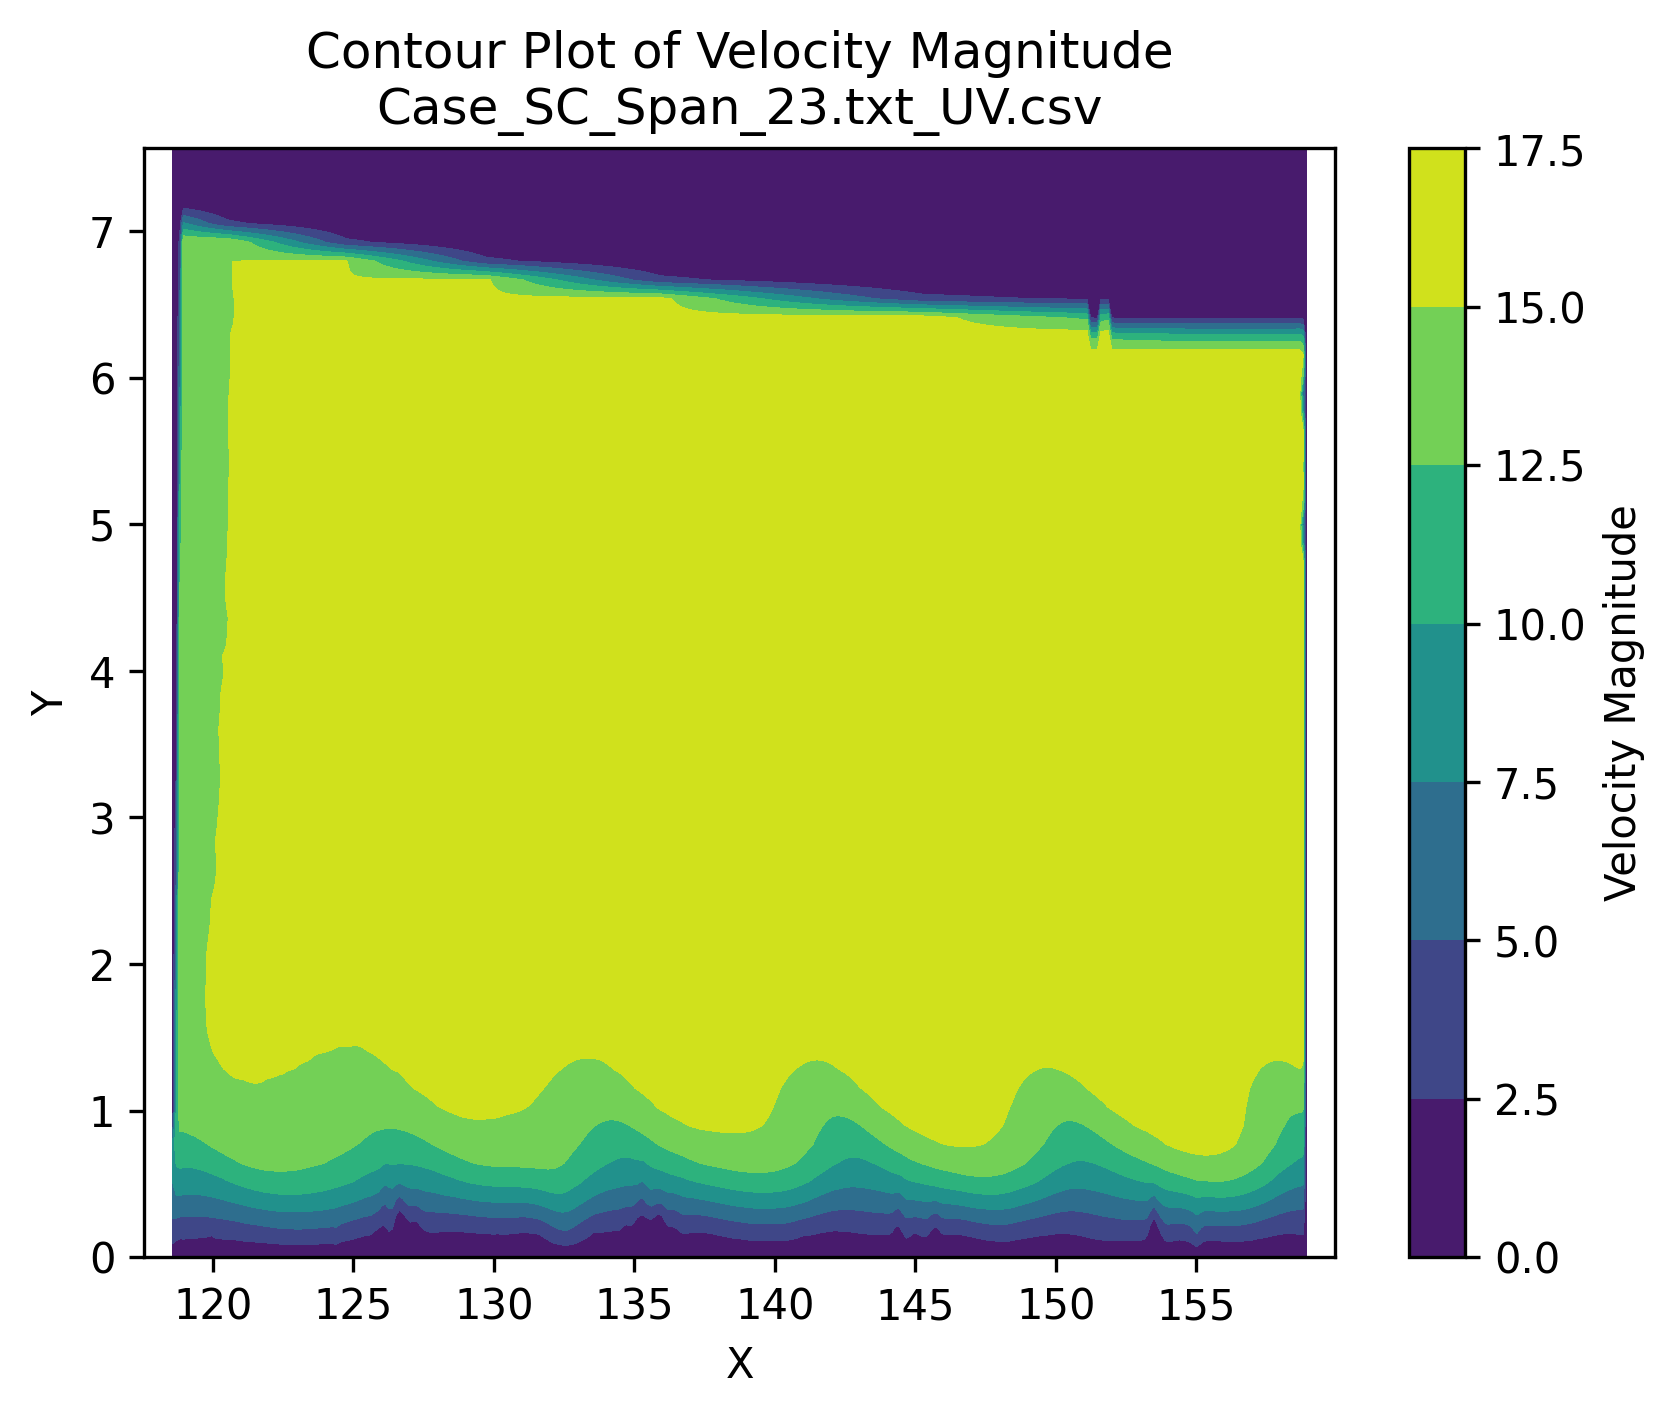 Contour Plot of Velocity Magnitude
Case_SC_Span_23.txt_UV.csv
7
6
5
4
3
2
1
0
Y
120 125 130 135 140 145 150 155
X
17.5
15.0
12.5
10.0
7.5
5.0
2.5
0.0
Velocity Magnitude